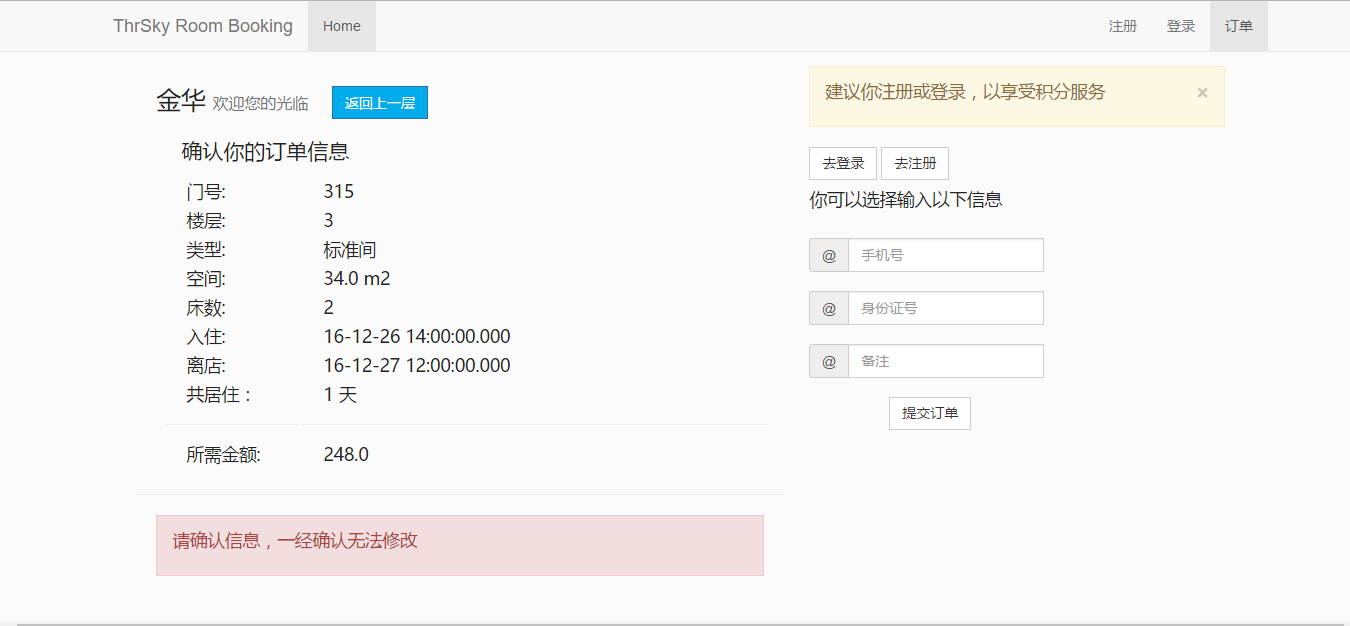 ThrSky Room Booking Home 注册 登录 订单
金华 欢迎您的光临 返回上一层
确认你的订单信息
门号: 315
楼层: 3
类型: 标准间
空间: 34.0 m2
床数: 2
入住: 16-12-26 14:00:00.000
离店: 16-12-27 12:00:00.000
共居住： 1 天
所需金额: 248.0
请确认信息，一经确认无法修改
建议你注册或登录，以享受积分服务 ×
去登录 去注册
你可以选择输入以下信息
@ 手机号
@ 身份证号
@ 备注
提交订单